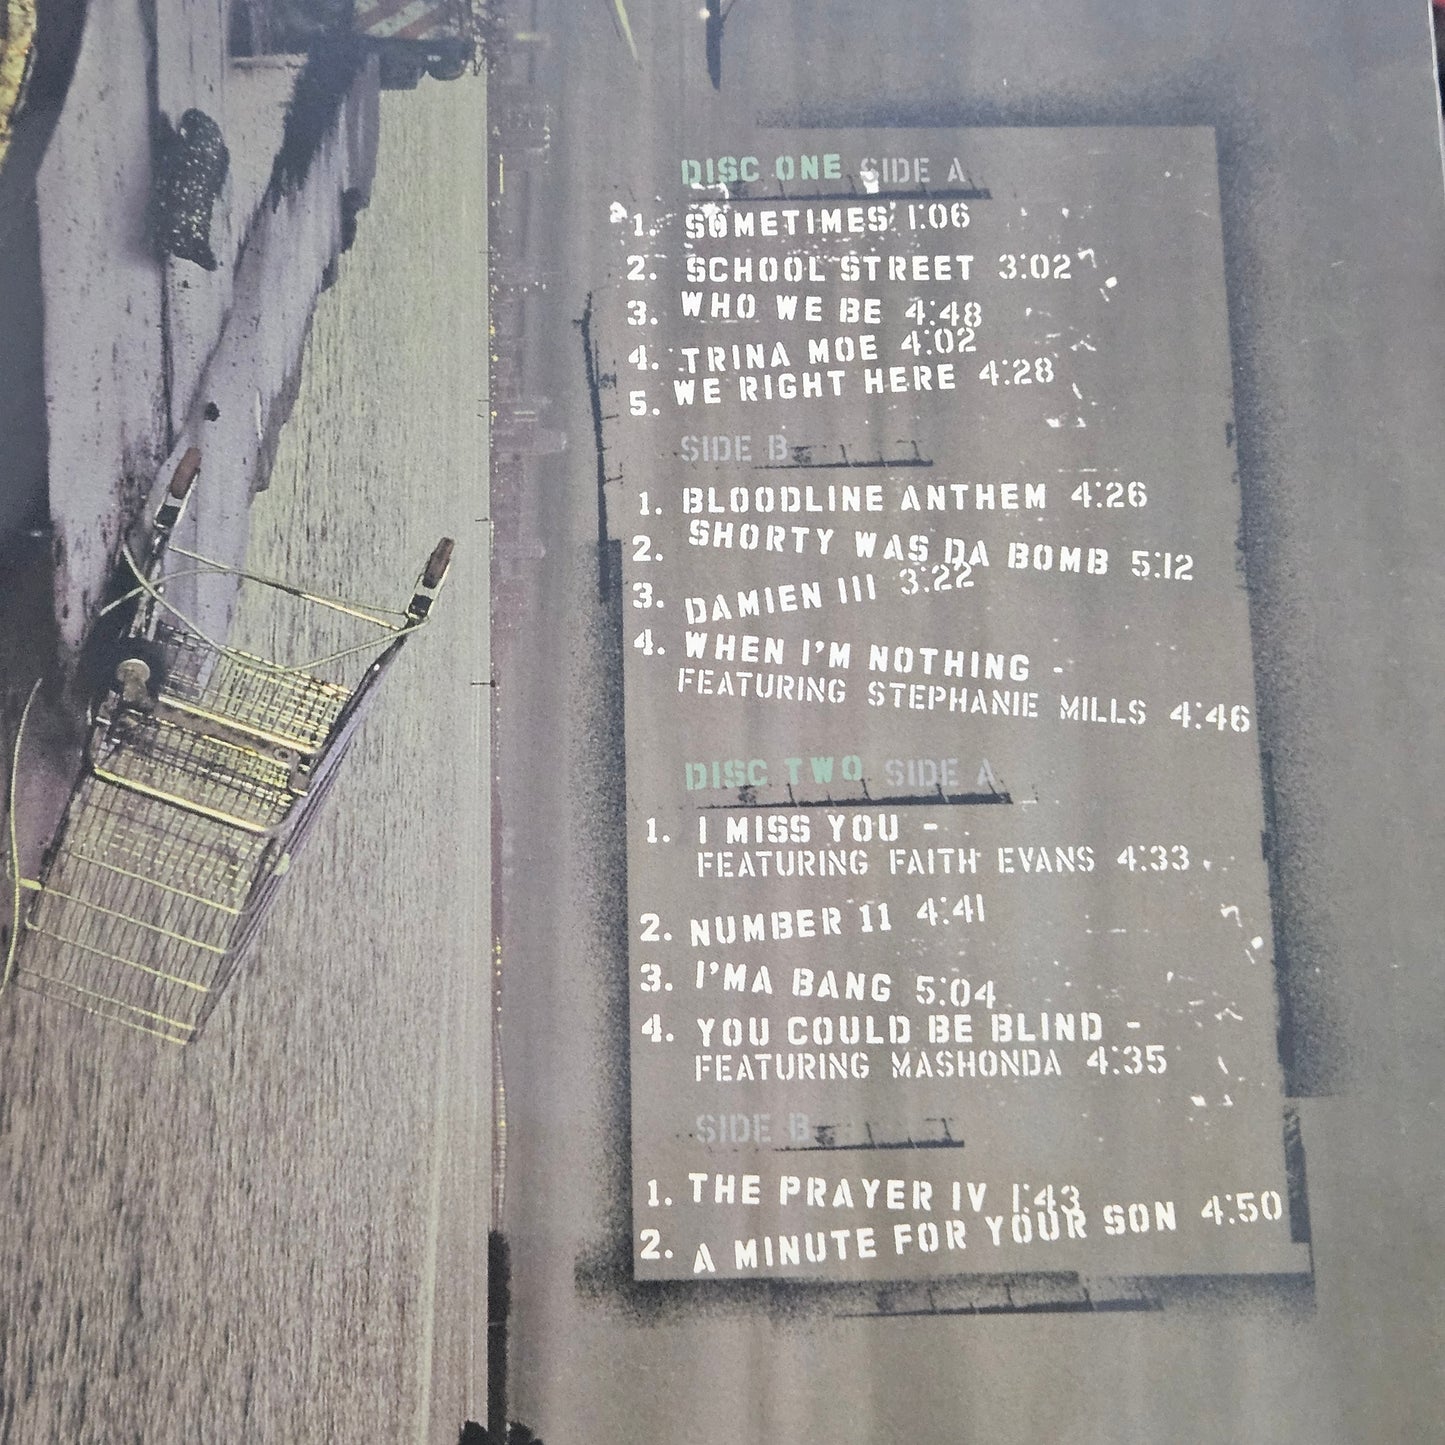 DISC ONE SIDE A
1. SOMETIMES 1:06
2. SCHOOL STREET 3:02
3. WHO WE BE 4:48
4. TRINA MOE 4:02
5. WE RIGHT HERE 4:28
SIDE B
1. BLOODLINE ANTHEM 4:26
2. SHORTY WAS DA BOMB 5:12
3. DAMIEN III 3:22
4. WHEN I'M NOTHING -
FEATURING STEPHANIE MILLS 4:46
DISC TWO SIDE A
1. I MISS YOU -
FEATURING FAITH EVANS 4:33
2. NUMBER 11 4:41
3. I'MA BANG 5:04
4. YOU COULD BE BLIND -
FEATURING MASHONDA 4:35
SIDE B
1. THE PRAYER IV 1:43
2. A MINUTE FOR YOUR SON 4:50